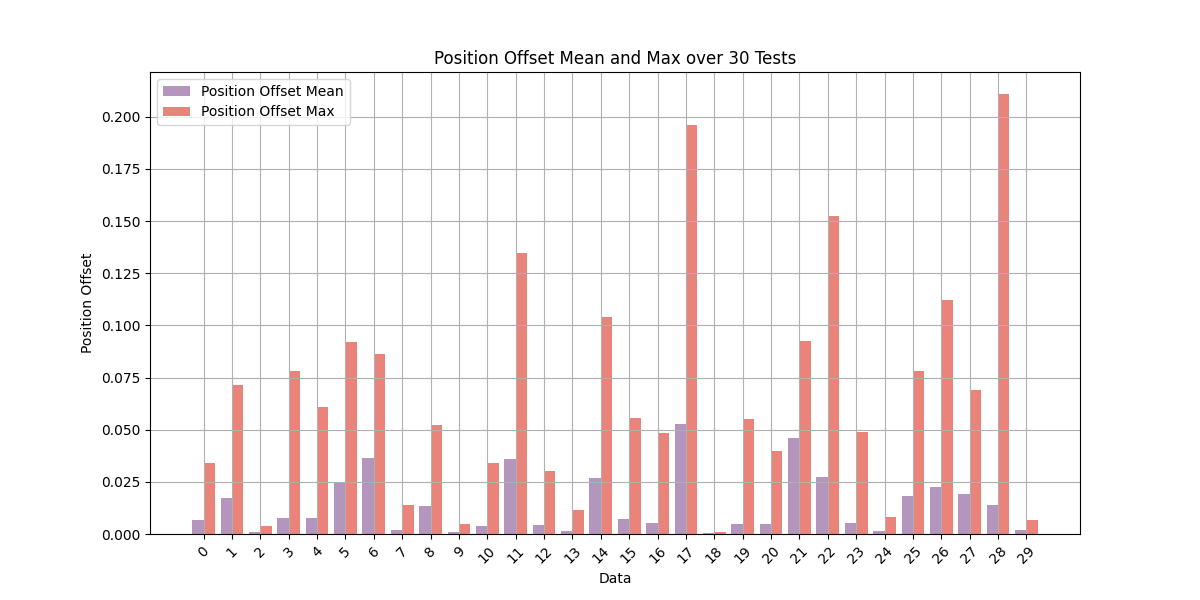 Position Offset Mean and Max over 30 Tests
Position Offset Mean
Position Offset Max
0.200
0.175
0.150
0.125
0.100
0.075
0.050
0.025
0.000
Position Offset
0 1 2 3 4 5 6 7 8 9 10 11 12 13 14 15 16 17 18 19 20 21 22 23 24 25 26 27 28 29
Data